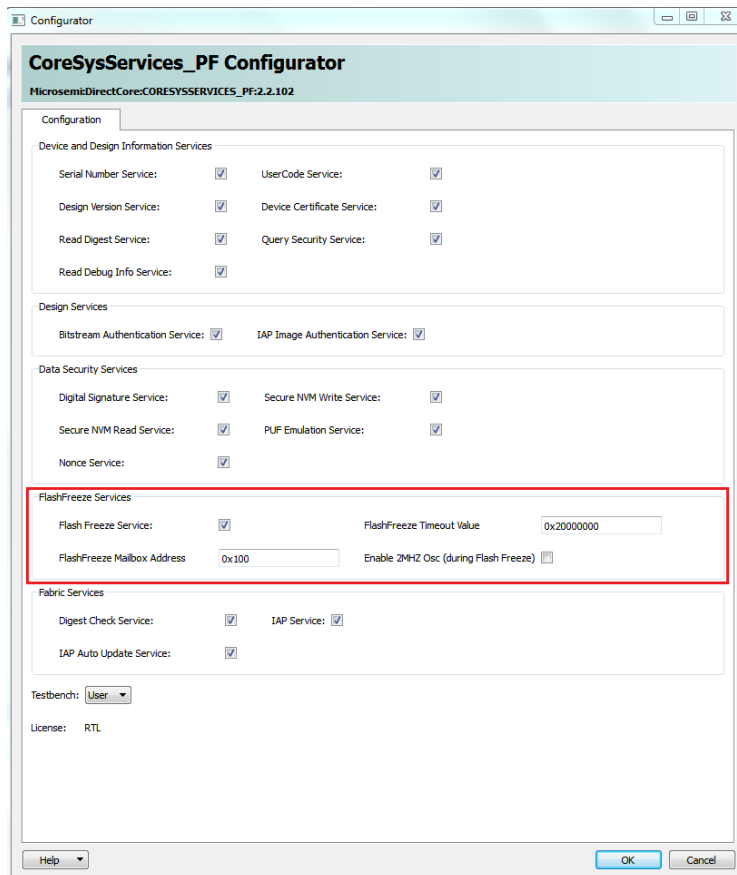 Configurator
CoreSysServices_PF Configurator
Microsemi:DirectCore:CORESYSSERVICES_PF:2.2.102
Configuration
Device and Design Information Services
Serial Number Service: UserCode Service:
Design Version Service: Device Certificate Service:
Read Digest Service: Query Security Service:
Read Debug Info Service:
Design Services
Bitstream Authentication Service: IAP Image Authentication Service:
Data Security Services
Digital Signature Service: Secure NVM Write Service:
Secure NVM Read Service: PUF Emulation Service:
Nonce Service:
FlashFreeze Services
Flash Freeze Service: FlashFreeze Timeout Value 0x20000000
FlashFreeze Mailbox Address 0x100 Enable 2MHZ Osc (during Flash Freeze)
Fabric Services
Digest Check Service: IAP Service:
IAP Auto Update Service:
Testbench: User
License: RTL
Help OK Cancel